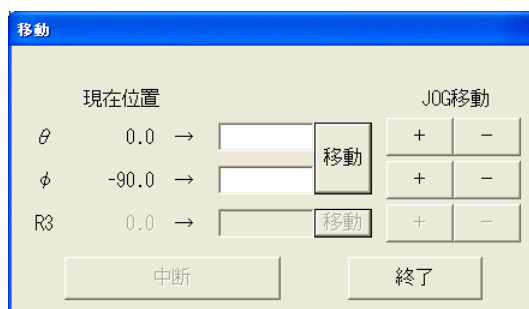 移動
現在位置 JOG移動
θ 0.0 → 移動 + −
φ -90.0 → + −
R3 0.0 → 移動 + −
中断 終了